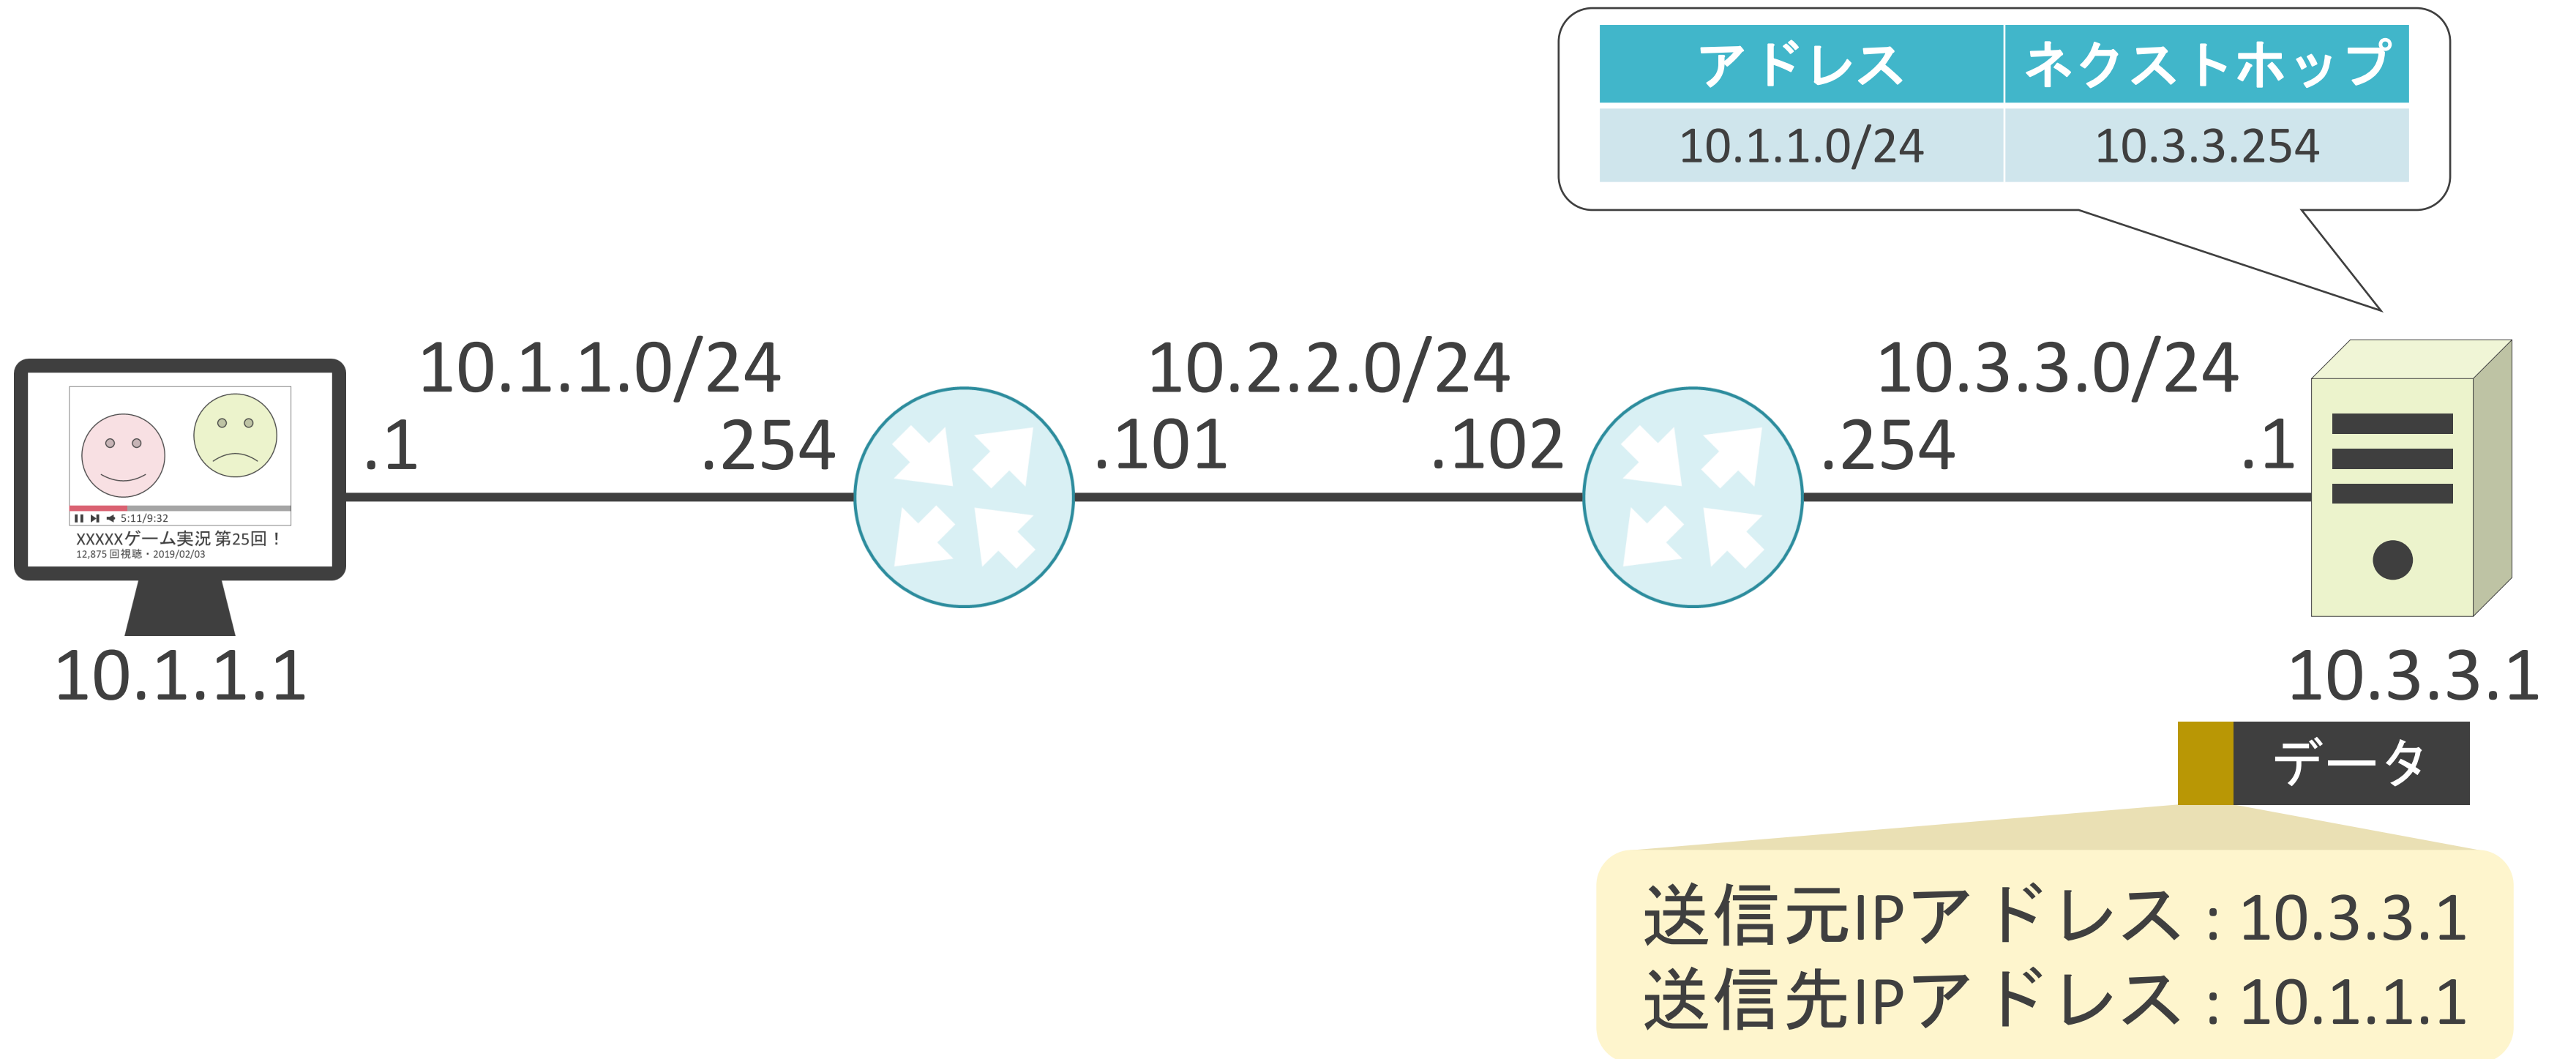 アドレス ネクストホップ
10.1.1.0/24 10.3.3.254
10.1.1.0/24 10.2.2.0/24 10.3.3.0/24
.1 .254 .101 .102 .254 .1
5:11/9:32
XXXXXゲーム実況 第25回！
12,875 回視聴・2019/02/03
10.1.1.1 10.3.3.1
データ
送信元IPアドレス : 10.3.3.1
送信先IPアドレス : 10.1.1.1